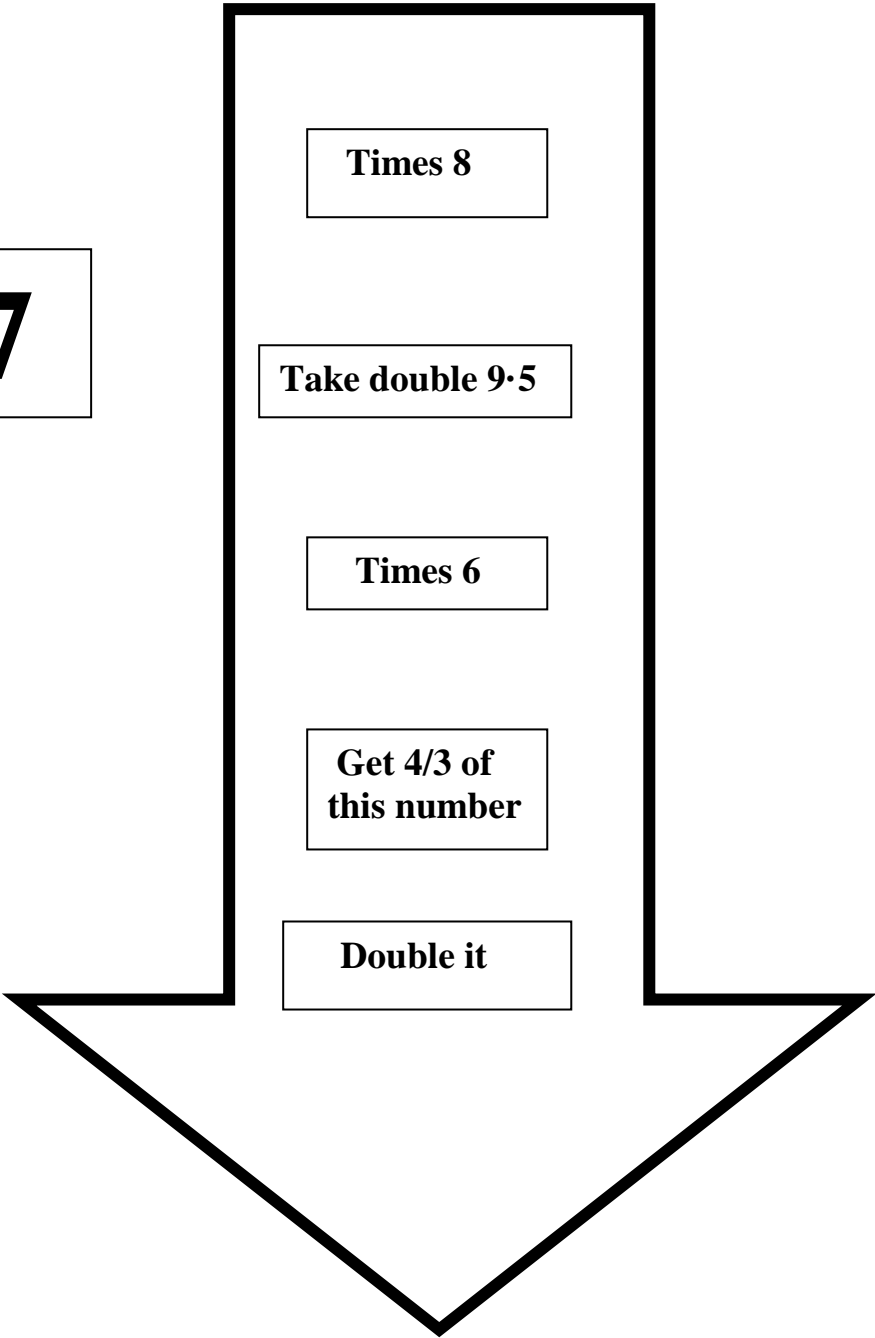 Times 8
7
Take double 9·5
Times 6
Get 4/3 of
this number
Double it